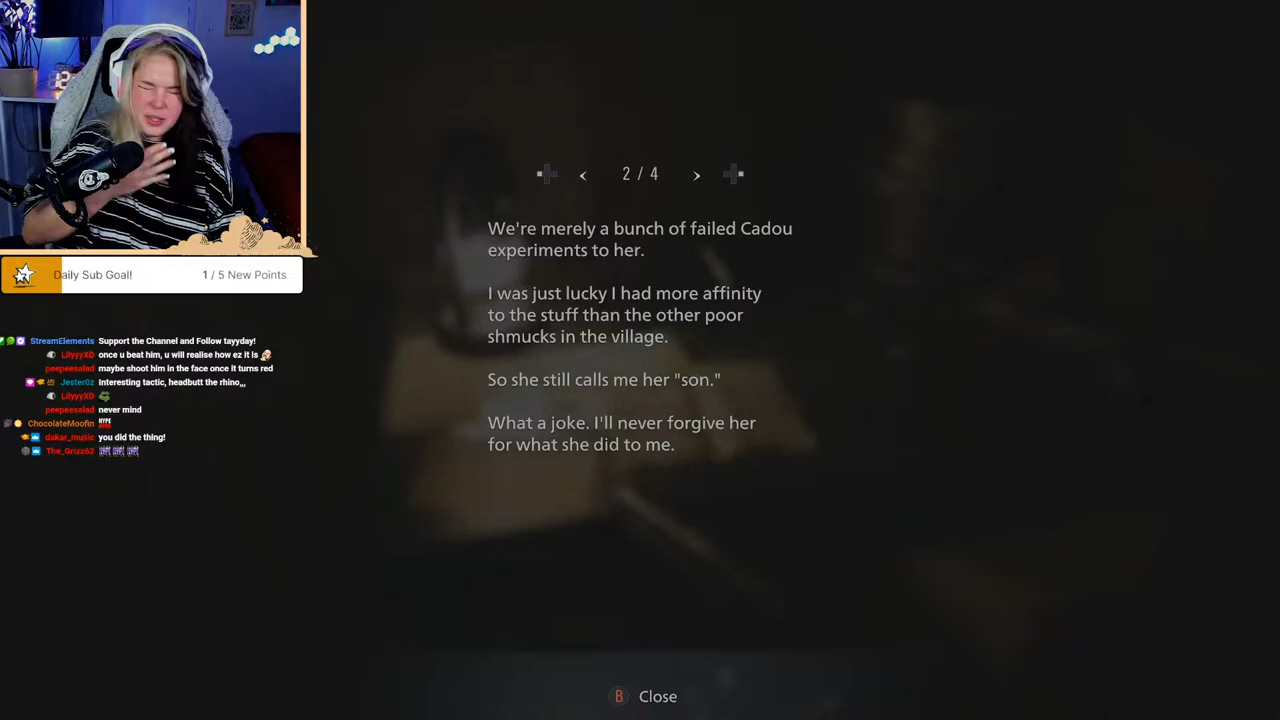 2 / 4
We're merely a bunch of failed Cadou
experiments to her.
I was just lucky I had more affinity
to the stuff than the other poor
shmucks in the village.
So she still calls me her "son."
What a joke. I'll never forgive her
for what she did to me.
B Close
Daily Sub Goal! 1 / 5 New Points
StreamElements Support the Channel and Follow tayyday!
LilyyyXD once u beat him, u will realise how ez it is
peepeesalad maybe shoot him in the face once it turns red
Jester0z Interesting tactic, headbutt the rhino,,,
LilyyyXD
peepeesalad never mind
ChocolateMoofin HYPE
dakar_music you did the thing!
The_Grizz52